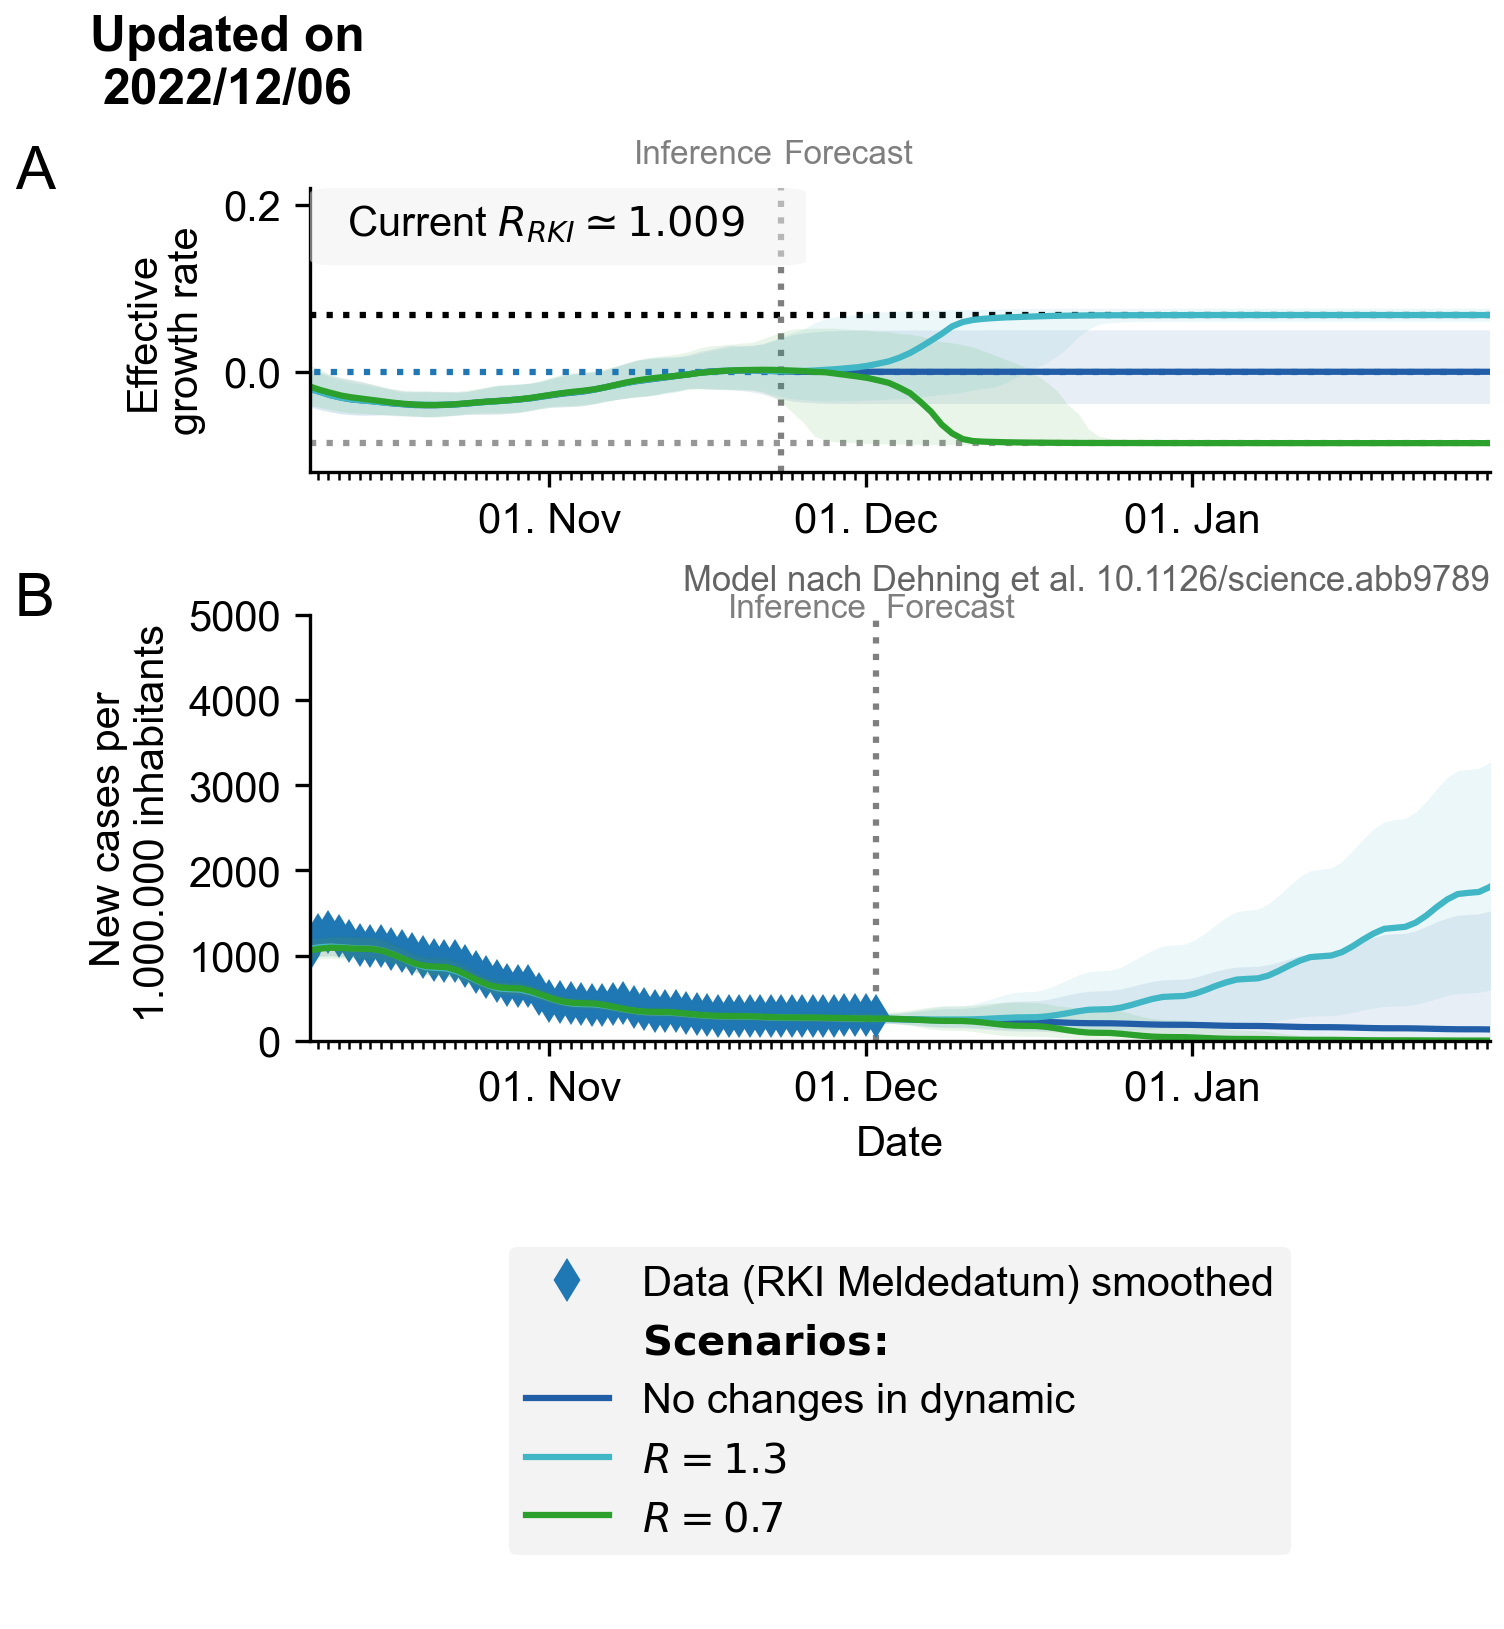 Updated on
2022/12/06
A
Inference Forecast
0.2
Current R_RKI ≃ 1.009
Effective
growth rate
0.0
01. Nov
01. Dec
01. Jan
B
Model nach Dehning et al. 10.1126/science.abb9789
Inference Forecast
5000
4000
3000
2000
1000
0
New cases per
1.000.000 inhabitants
01. Nov
01. Dec
01. Jan
Date
Data (RKI Meldedatum) smoothed
Scenarios:
No changes in dynamic
R = 1.3
R = 0.7